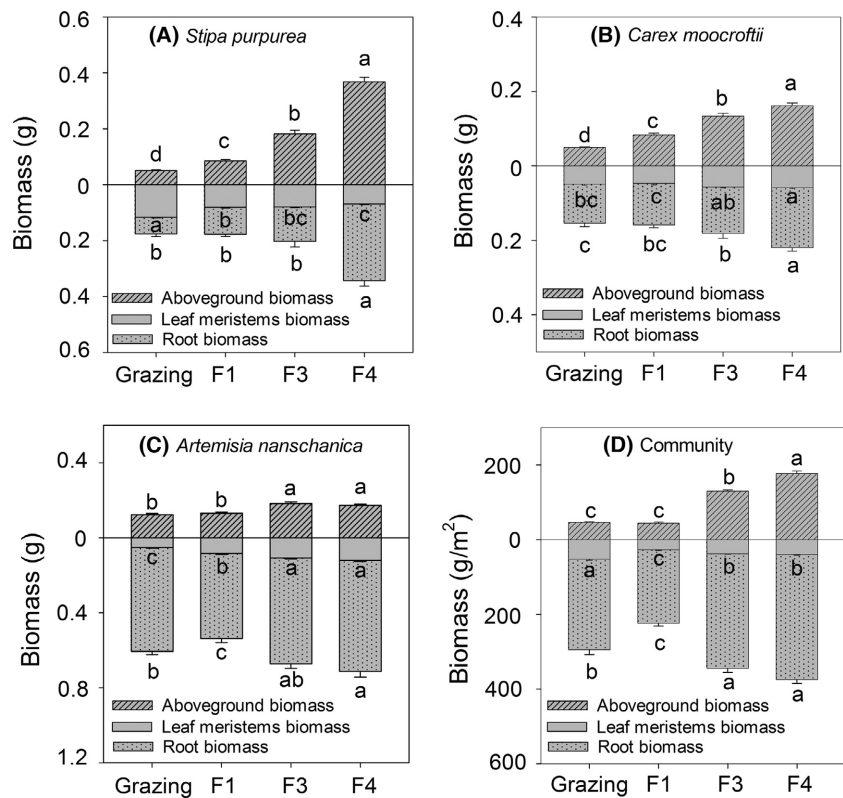 (A) Stipa purpurea
Biomass (g)
0.6
0.4
0.2
0
0.2
0.4
0.6
d c b a
a b bc c
b b b a
Aboveground biomass
Leaf meristems biomass
Root biomass
Grazing F1 F3 F4
(B) Carex moocroftii
Biomass (g)
0.4
0.2
0
0.2
0.4
d c b a
bc c ab a
c bc b a
Aboveground biomass
Leaf meristems biomass
Root biomass
Grazing F1 F3 F4
(C) Artemisia nanschanica
Biomass (g)
0.4
0
0.4
0.8
1.2
b b a a
c b a a
b c ab a
Aboveground biomass
Leaf meristems biomass
Root biomass
Grazing F1 F3 F4
(D) Community
Biomass (g/m²)
200
0
200
400
600
c c b a
a c b b
b c a a
Aboveground biomass
Leaf meristems biomass
Root biomass
Grazing F1 F3 F4